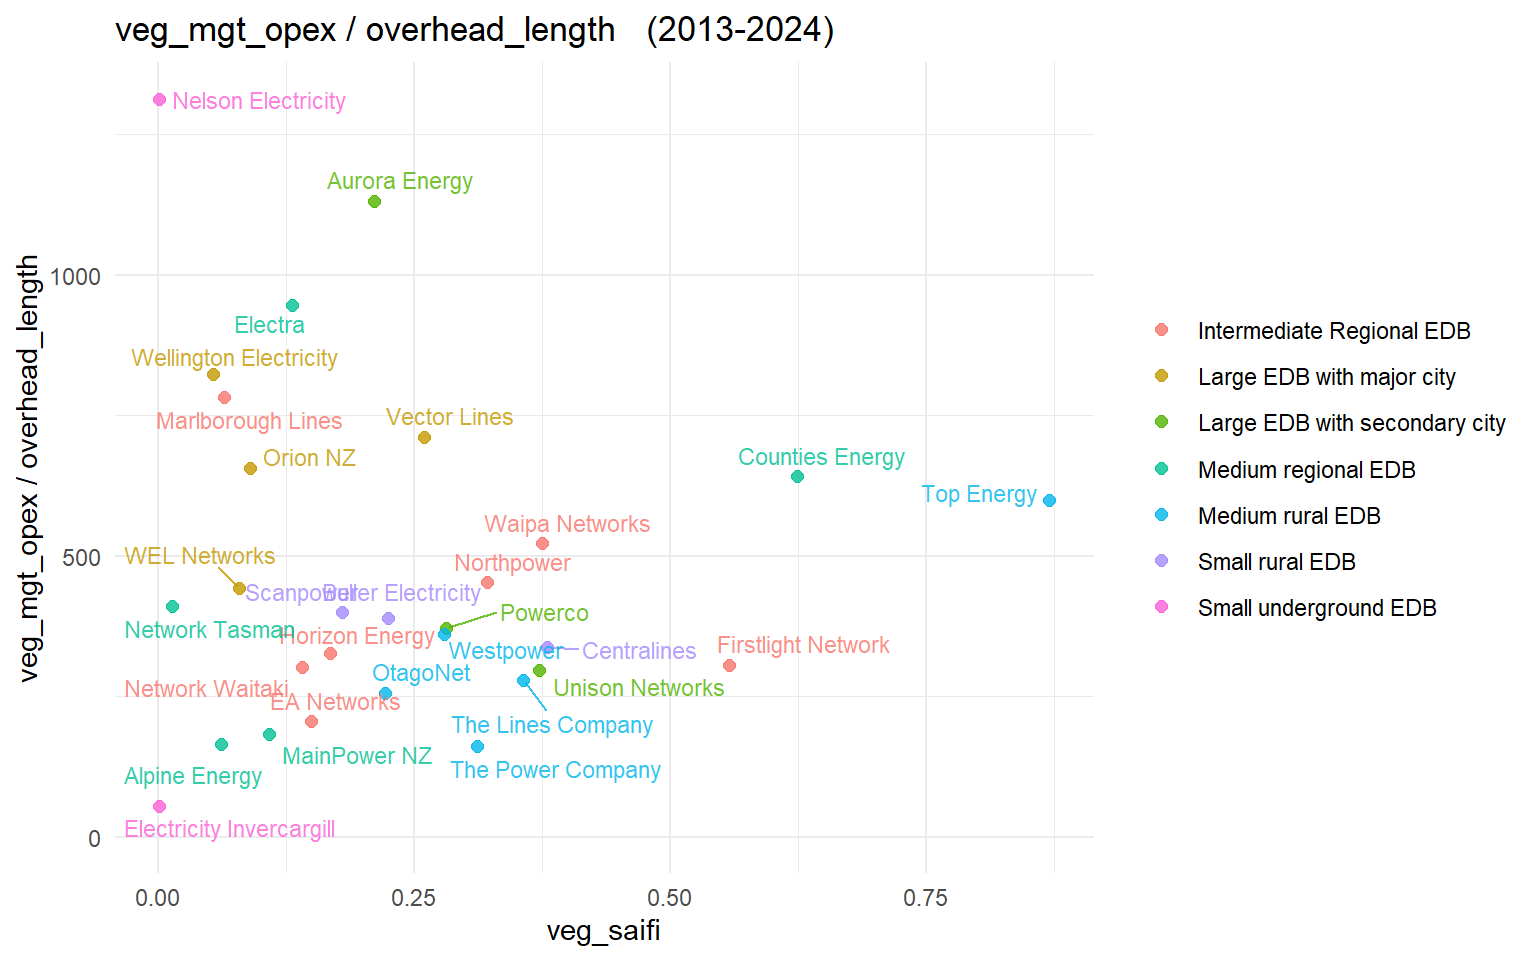 veg_mgt_opex / overhead_length (2013-2024)
veg_mgt_opex / overhead_length
1000
500
0
Nelson Electricity
Aurora Energy
Electra
Wellington Electricity
Marlborough Lines
Vector Lines
Orion NZ
Counties Energy
Top Energy
Waipa Networks
WEL Networks
Northpower
Scanpower
Buller Electricity
Powerco
Network Tasman
Horizon Energy
Westpower
Centralines
Firstlight Network
OtagoNet
Network Waitaki
Unison Networks
EA Networks
The Lines Company
MainPower NZ
The Power Company
Alpine Energy
Electricity Invercargill
0.00
0.25
0.50
0.75
veg_saifi
Intermediate Regional EDB
Large EDB with major city
Large EDB with secondary city
Medium regional EDB
Medium rural EDB
Small rural EDB
Small underground EDB